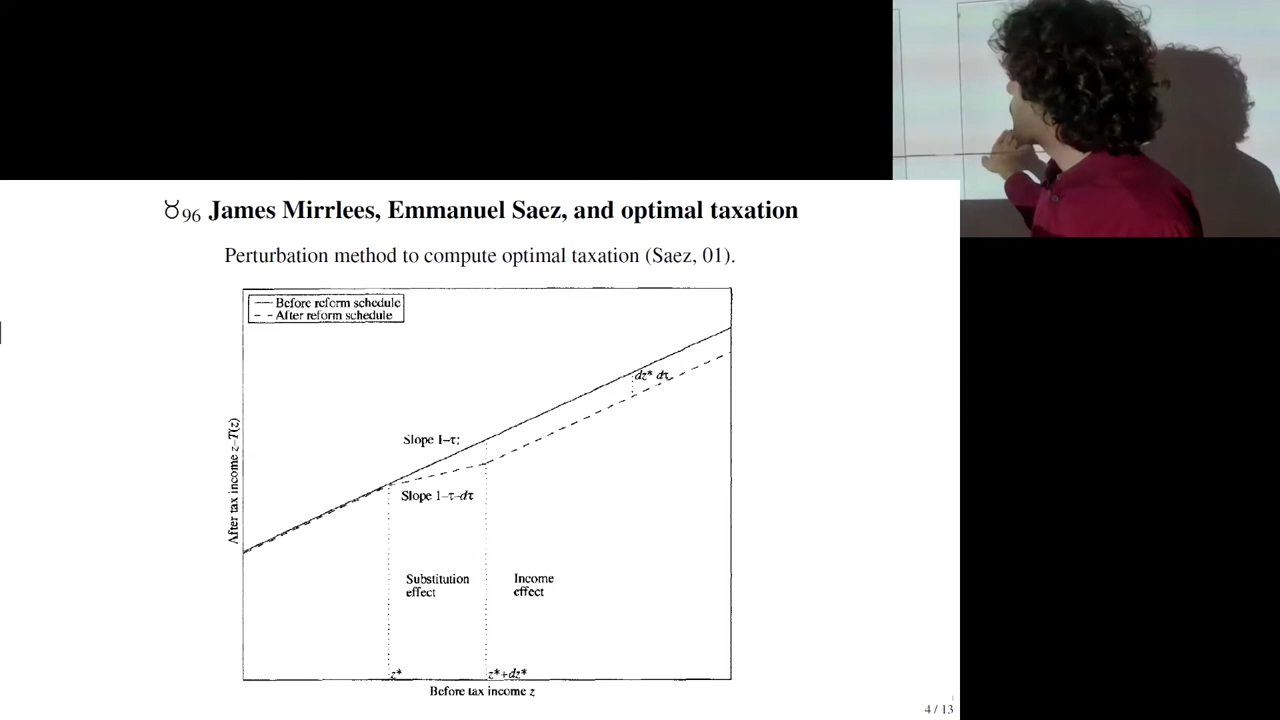 ♉96 James Mirrlees, Emmanuel Saez, and optimal taxation
Perturbation method to compute optimal taxation (Saez, 01).
Before reform schedule
After reform schedule
dz* dτ
Slope 1–τ
Slope 1–τ–dτ
After tax income z–T(z)
Substitution
effect
Income
effect
z*
z*+dz*
Before tax income z
4 / 13